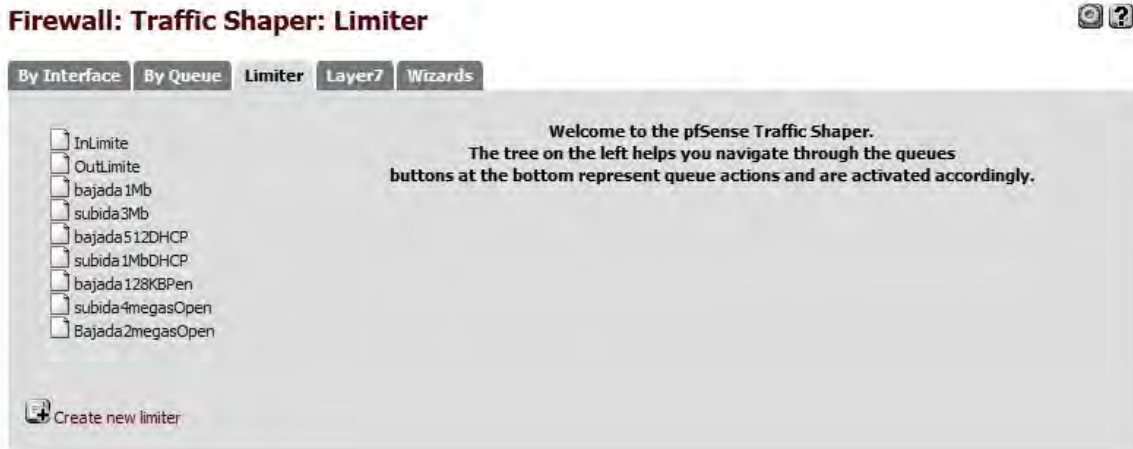 Firewall: Traffic Shaper: Limiter
?
By Interface By Queue Limiter Layer7 Wizards
InLimite
OutLimite
bajada1Mb
subida3Mb
bajada512DHCP
subida1MbDHCP
bajada128KBPen
subida4megasOpen
Bajada2megasOpen
Welcome to the pfSense Traffic Shaper.
The tree on the left helps you navigate through the queues
buttons at the bottom represent queue actions and are activated accordingly.
Create new limiter